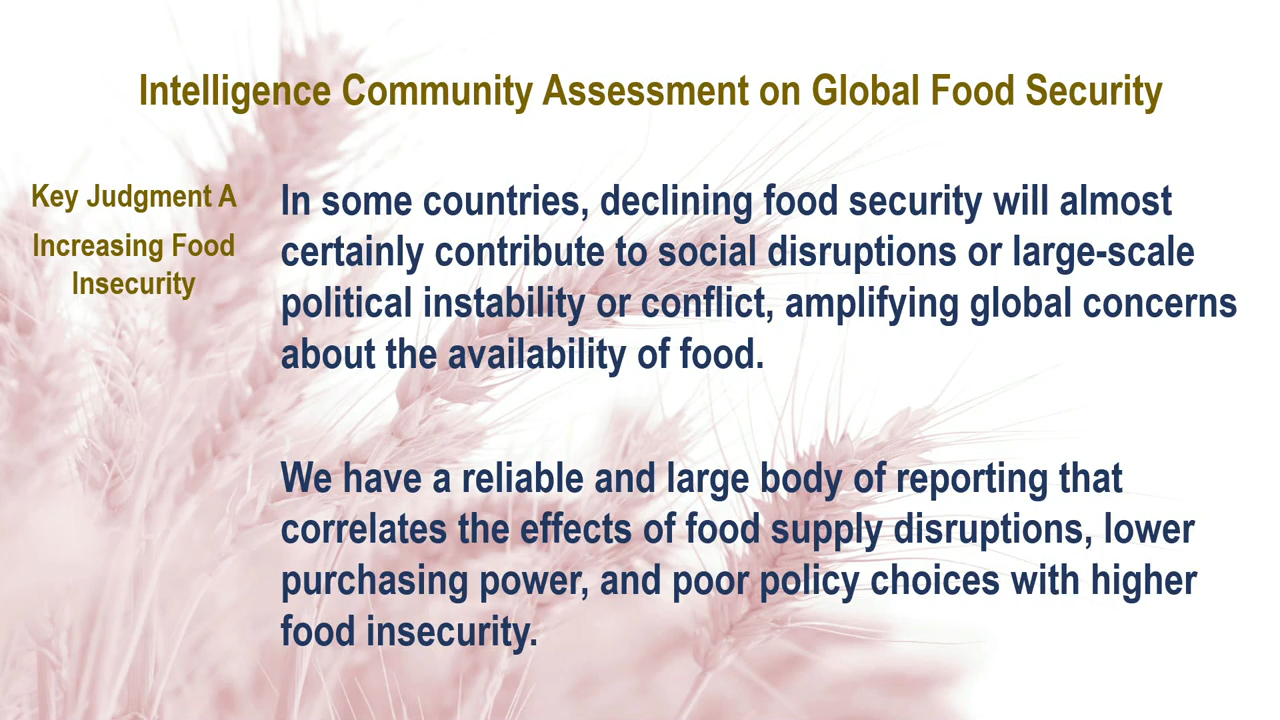 Intelligence Community Assessment on Global Food Security
Key Judgment A
Increasing Food
Insecurity
In some countries, declining food security will almost
certainly contribute to social disruptions or large-scale
political instability or conflict, amplifying global concerns
about the availability of food.
We have a reliable and large body of reporting that
correlates the effects of food supply disruptions, lower
purchasing power, and poor policy choices with higher
food insecurity.